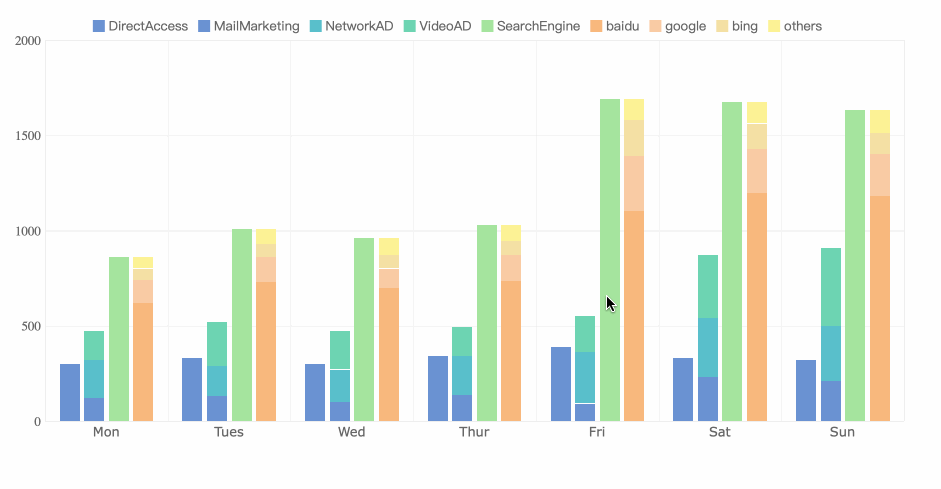 DirectAccess MailMarketing NetworkAD VideoAD SearchEngine baidu google bing others
2000
1500
1000
500
0
Mon Tues Wed Thur Fri Sat Sun